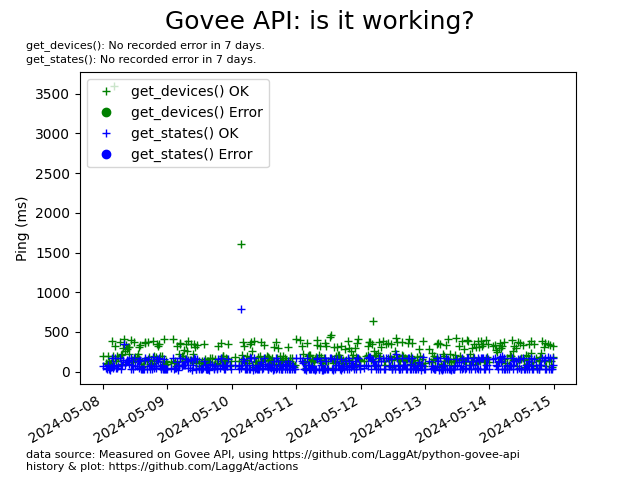 Govee API: is it working?
get_devices(): No recorded error in 7 days.
get_states(): No recorded error in 7 days.
get_devices() OK
get_devices() Error
get_states() OK
get_states() Error
Ping (ms)
3500
3000
2500
2000
1500
1000
500
0
2024-05-08
2024-05-09
2024-05-10
2024-05-11
2024-05-12
2024-05-13
2024-05-14
2024-05-15
data source: Measured on Govee API, using https://github.com/LaggAt/python-govee-api
history & plot: https://github.com/LaggAt/actions